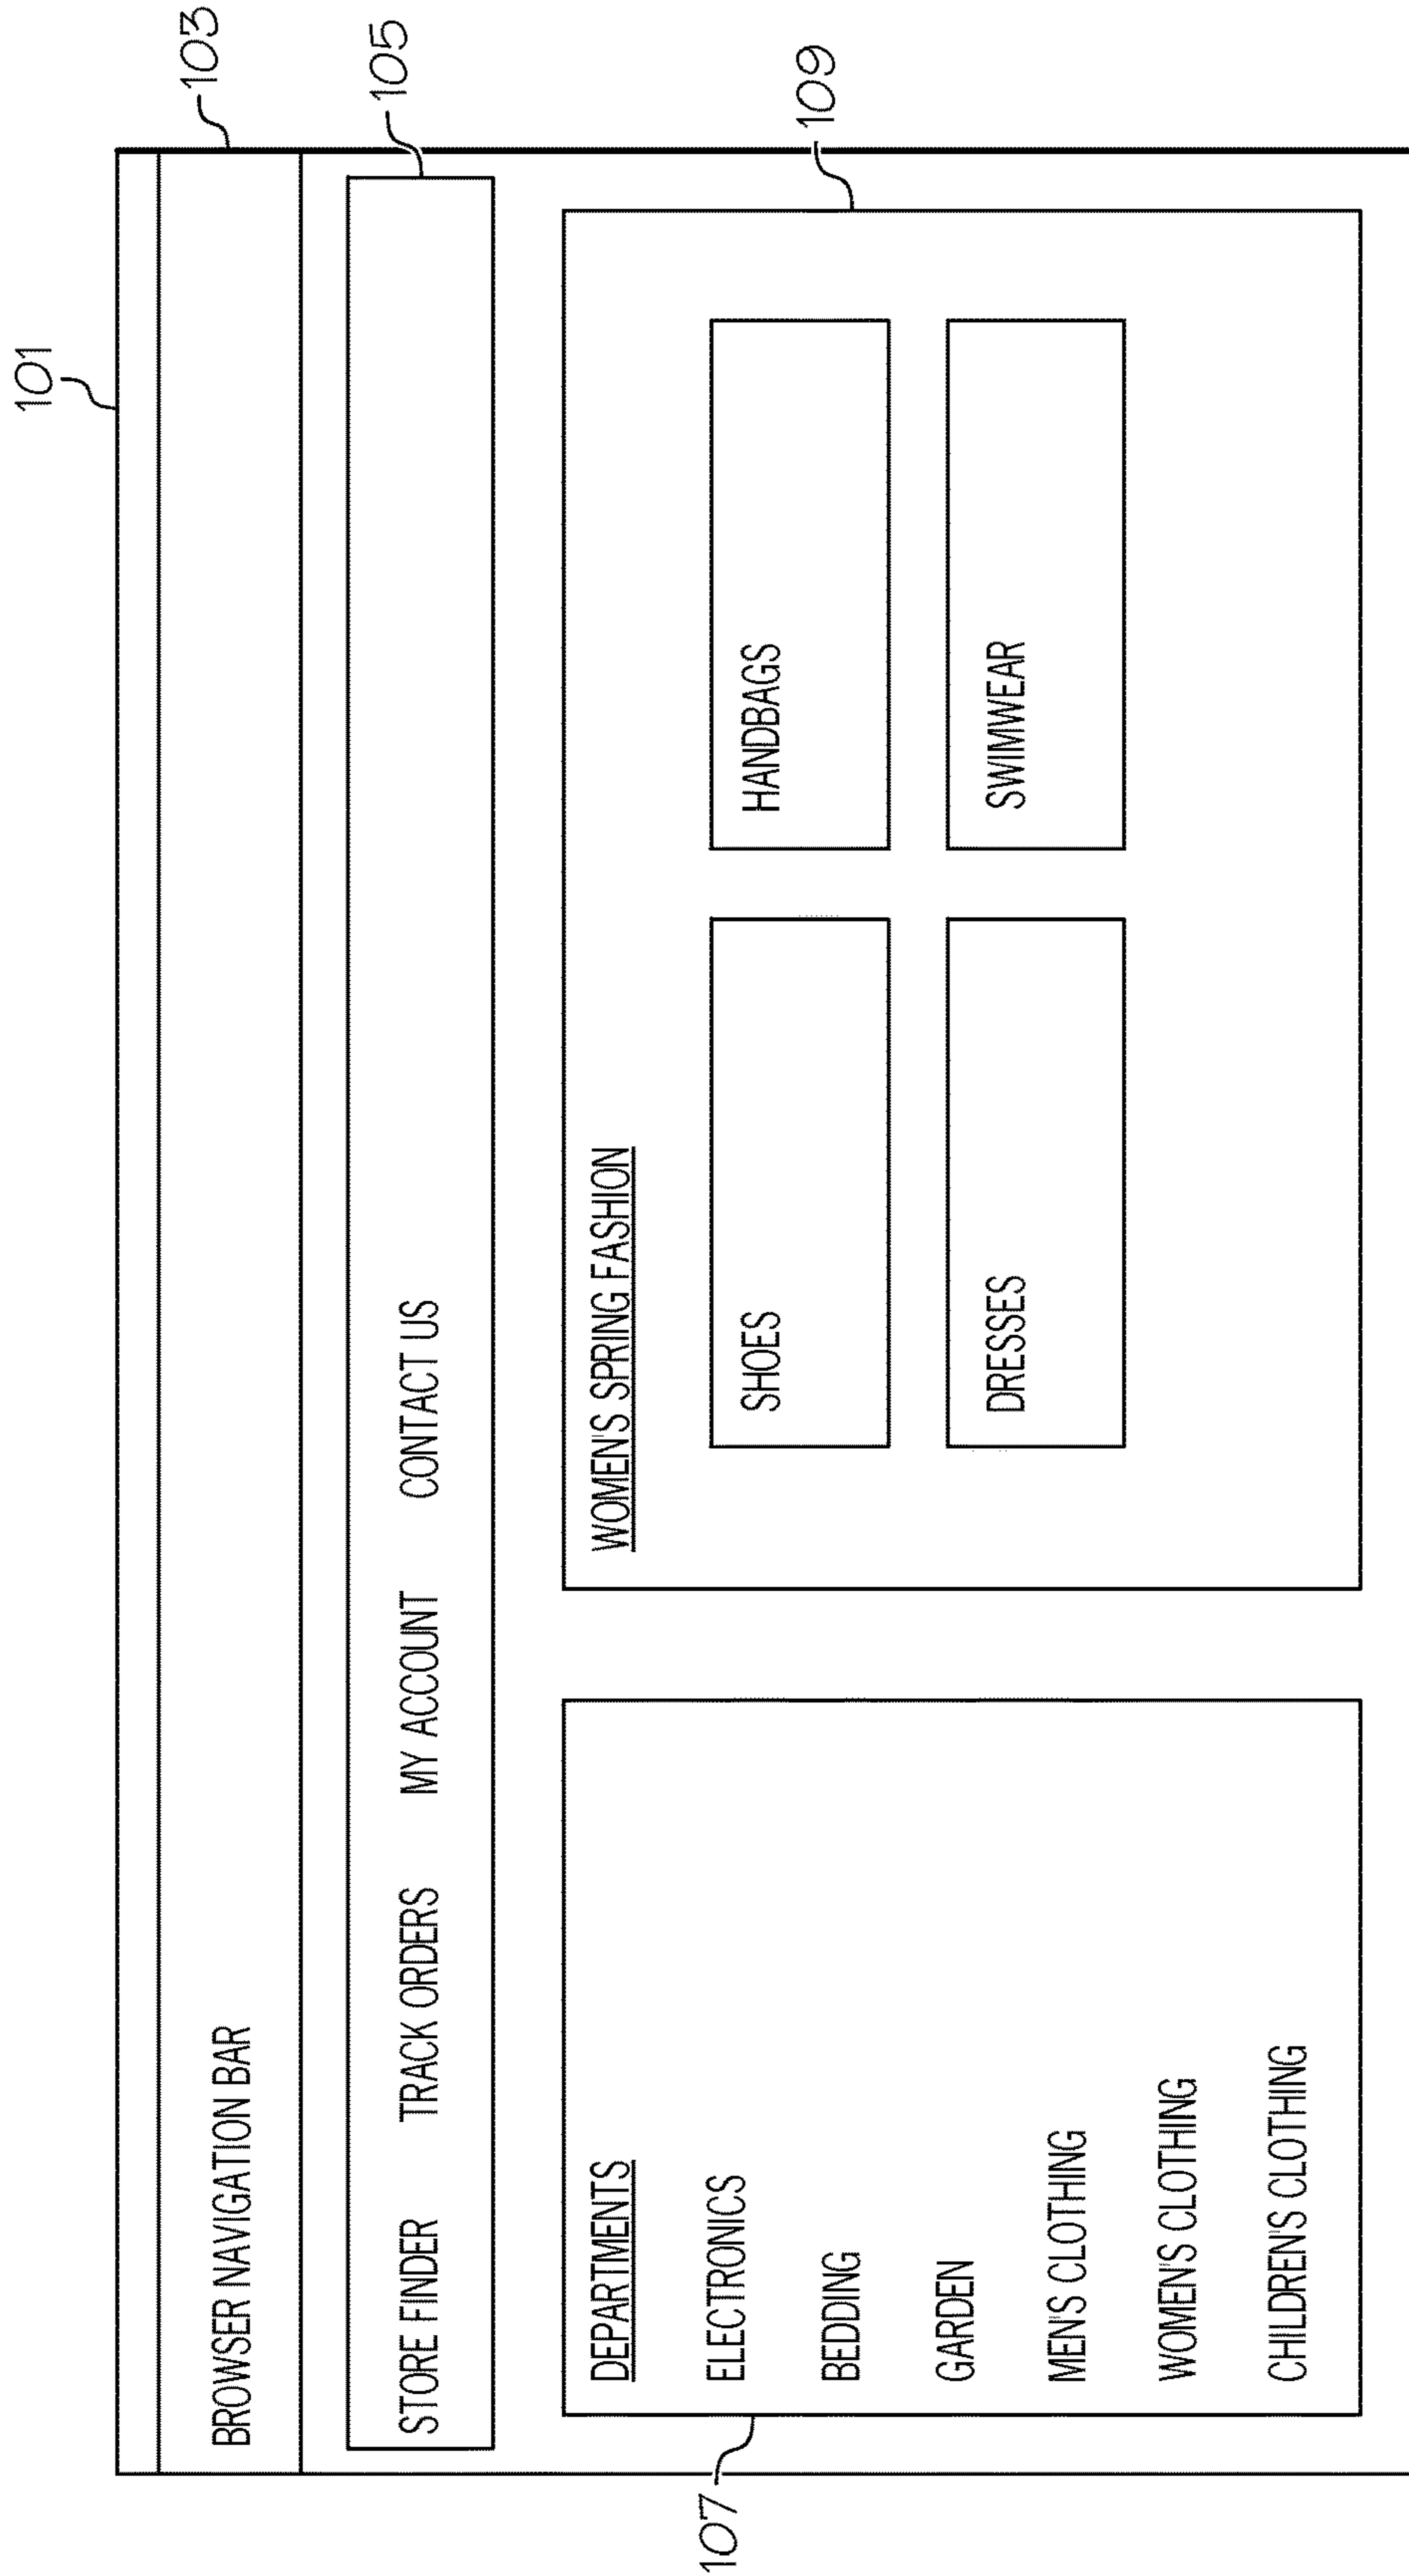 101
103
BROWSER NAVIGATION BAR
105
STORE FINDER TRACK ORDERS MY ACCOUNT CONTACT US
107
DEPARTMENTS
ELECTRONICS
BEDDING
GARDEN
MEN'S CLOTHING
WOMEN'S CLOTHING
CHILDREN'S CLOTHING
109
WOMEN'S SPRING FASHION
SHOES HANDBAGS
DRESSES SWIMWEAR